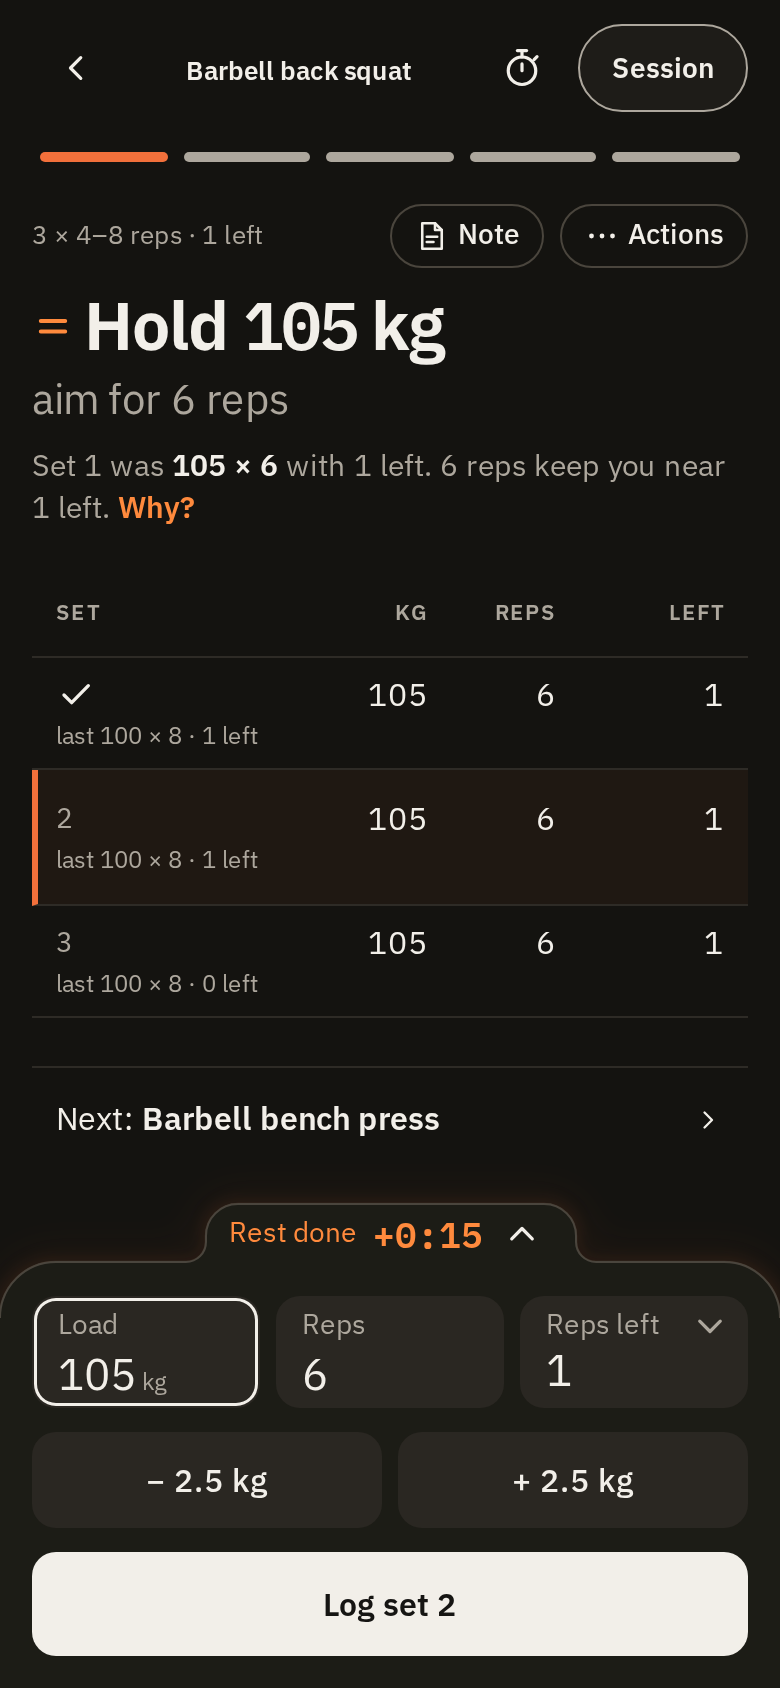 Barbell back squat
Session
3 × 4–8 reps · 1 left
Note
··· Actions
= Hold 105 kg
aim for 6 reps
Set 1 was 105 × 6 with 1 left. 6 reps keep you near
1 left. Why?
SET KG REPS LEFT
✓ 105 6 1
last 100 × 8 · 1 left
2 105 6 1
last 100 × 8 · 1 left
3 105 6 1
last 100 × 8 · 0 left
Next: Barbell bench press
Rest done +0:15
Load Reps Reps left
105 kg 6 1
− 2.5 kg + 2.5 kg
Log set 2